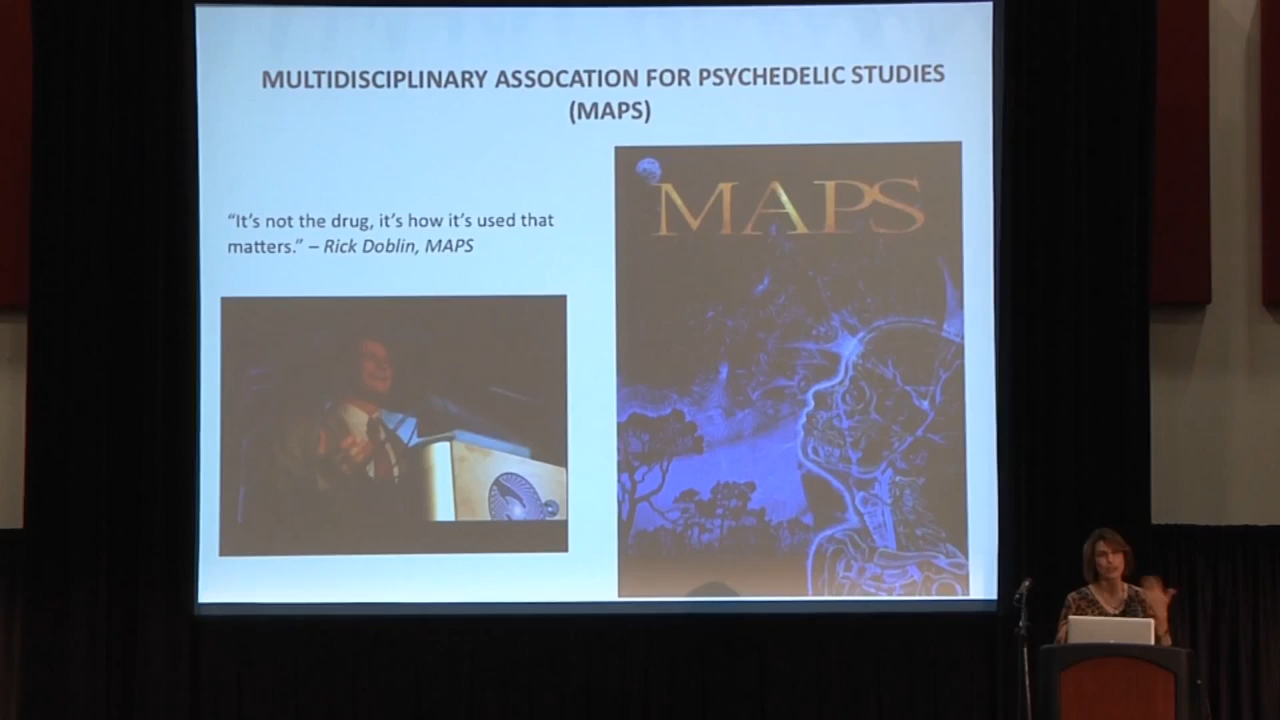 MULTIDISCIPLINARY ASSOCATION FOR PSYCHEDELIC STUDIES
(MAPS)
“It’s not the drug, it’s how it’s used that
matters.” – Rick Doblin, MAPS
MAPS